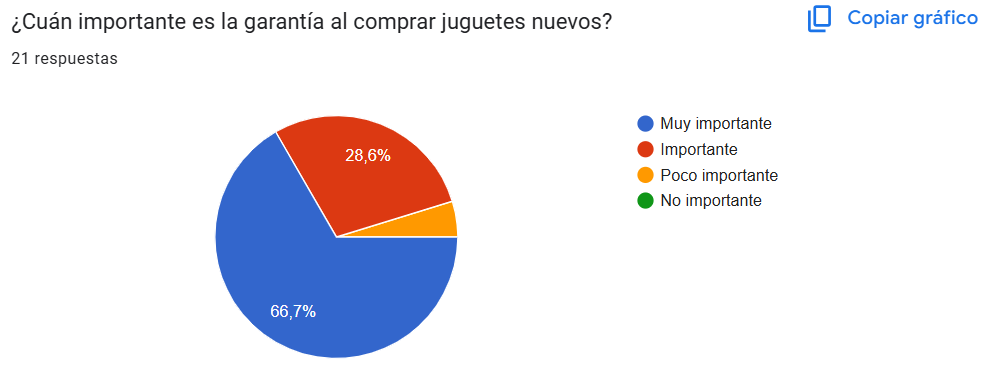 ¿Cuán importante es la garantía al comprar juguetes nuevos?
Copiar gráfico
21 respuestas
28,6%
66,7%
Muy importante
Importante
Poco importante
No importante